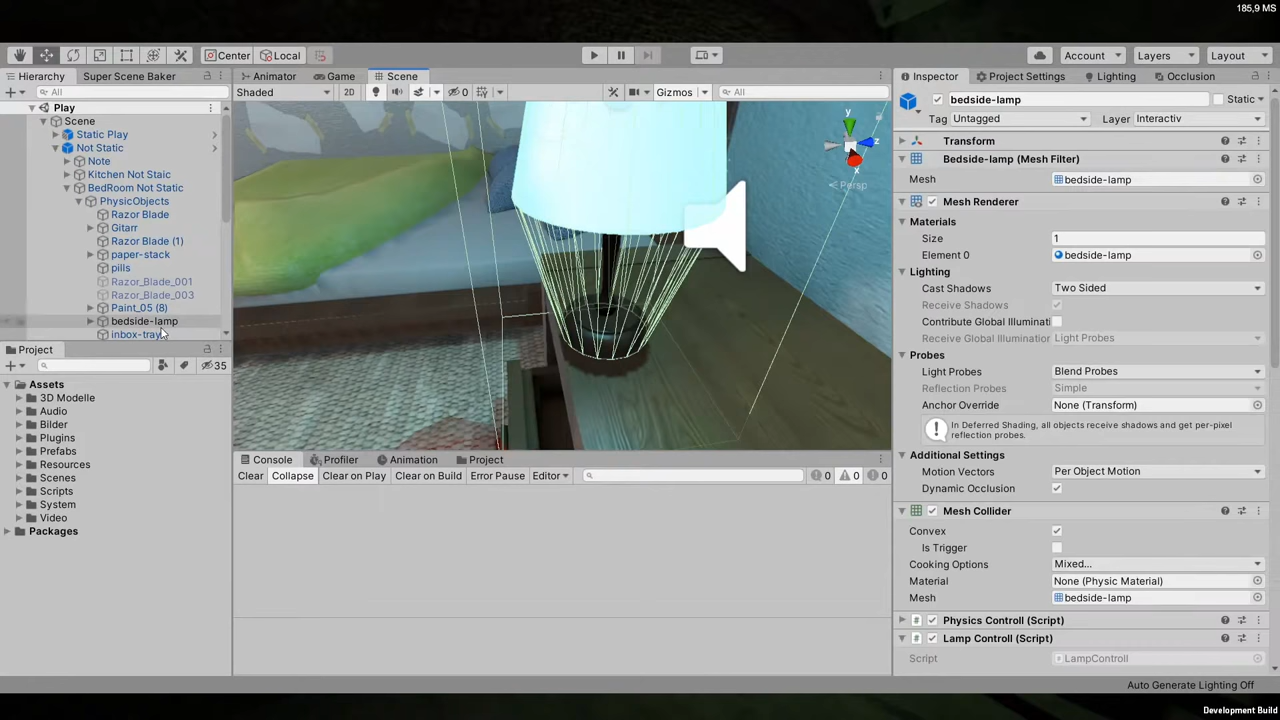 185,9 MS
Center
Local
Account
Layers
Layout
Hierarchy
Super Scene Baker
All
Play
Scene
Static Play
Not Static
Note
Kitchen Not Staic
BedRoom Not Static
PhysicObjects
Razor Blade
Gitarr
Razor Blade (1)
paper-stack
pills
Razor_Blade_001
Razor_Blade_003
Paint_05 (8)
bedside-lamp
inbox-tray
Project
35
Assets
3D Modelle
Audio
Bilder
Plugins
Prefabs
Resources
Scenes
Scripts
System
Video
Packages
Animator
Game
Scene
Shaded
2D
0
Gizmos
All
y
z
x
Persp
Console
Profiler
Animation
Project
Clear
Collapse
Clear on Play
Clear on Build
Error Pause
Editor
0
0
0
Inspector
Project Settings
Lighting
Occlusion
bedside-lamp
Static
Tag Untagged
Layer Interactiv
Transform
Bedside-lamp (Mesh Filter)
Mesh bedside-lamp
Mesh Renderer
Materials
Size 1
Element 0 bedside-lamp
Lighting
Cast Shadows Two Sided
Receive Shadows
Contribute Global Illuminati
Receive Global Illumination Light Probes
Probes
Light Probes Blend Probes
Reflection Probes Simple
Anchor Override None (Transform)
In Deferred Shading, all objects receive shadows and get per-pixel
reflection probes.
Additional Settings
Motion Vectors Per Object Motion
Dynamic Occlusion
Mesh Collider
Convex
Is Trigger
Cooking Options Mixed...
Material None (Physic Material)
Mesh bedside-lamp
Physics Controll (Script)
Lamp Controll (Script)
Script LampControll
Auto Generate Lighting Off
Development Build